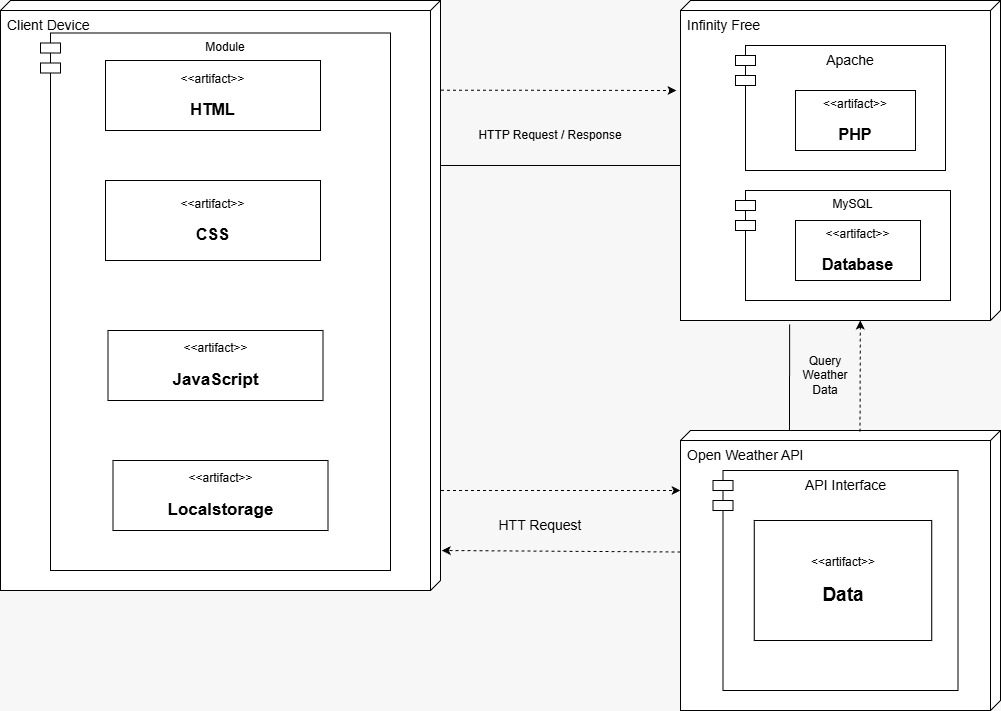 Client Device
Module
<<artifact>>
HTML
<<artifact>>
CSS
<<artifact>>
JavaScript
<<artifact>>
Localstorage
HTTP Request / Response
Infinity Free
Apache
<<artifact>>
PHP
MySQL
<<artifact>>
Database
Query
Weather
Data
HTT Request
Open Weather API
API Interface
<<artifact>>
Data